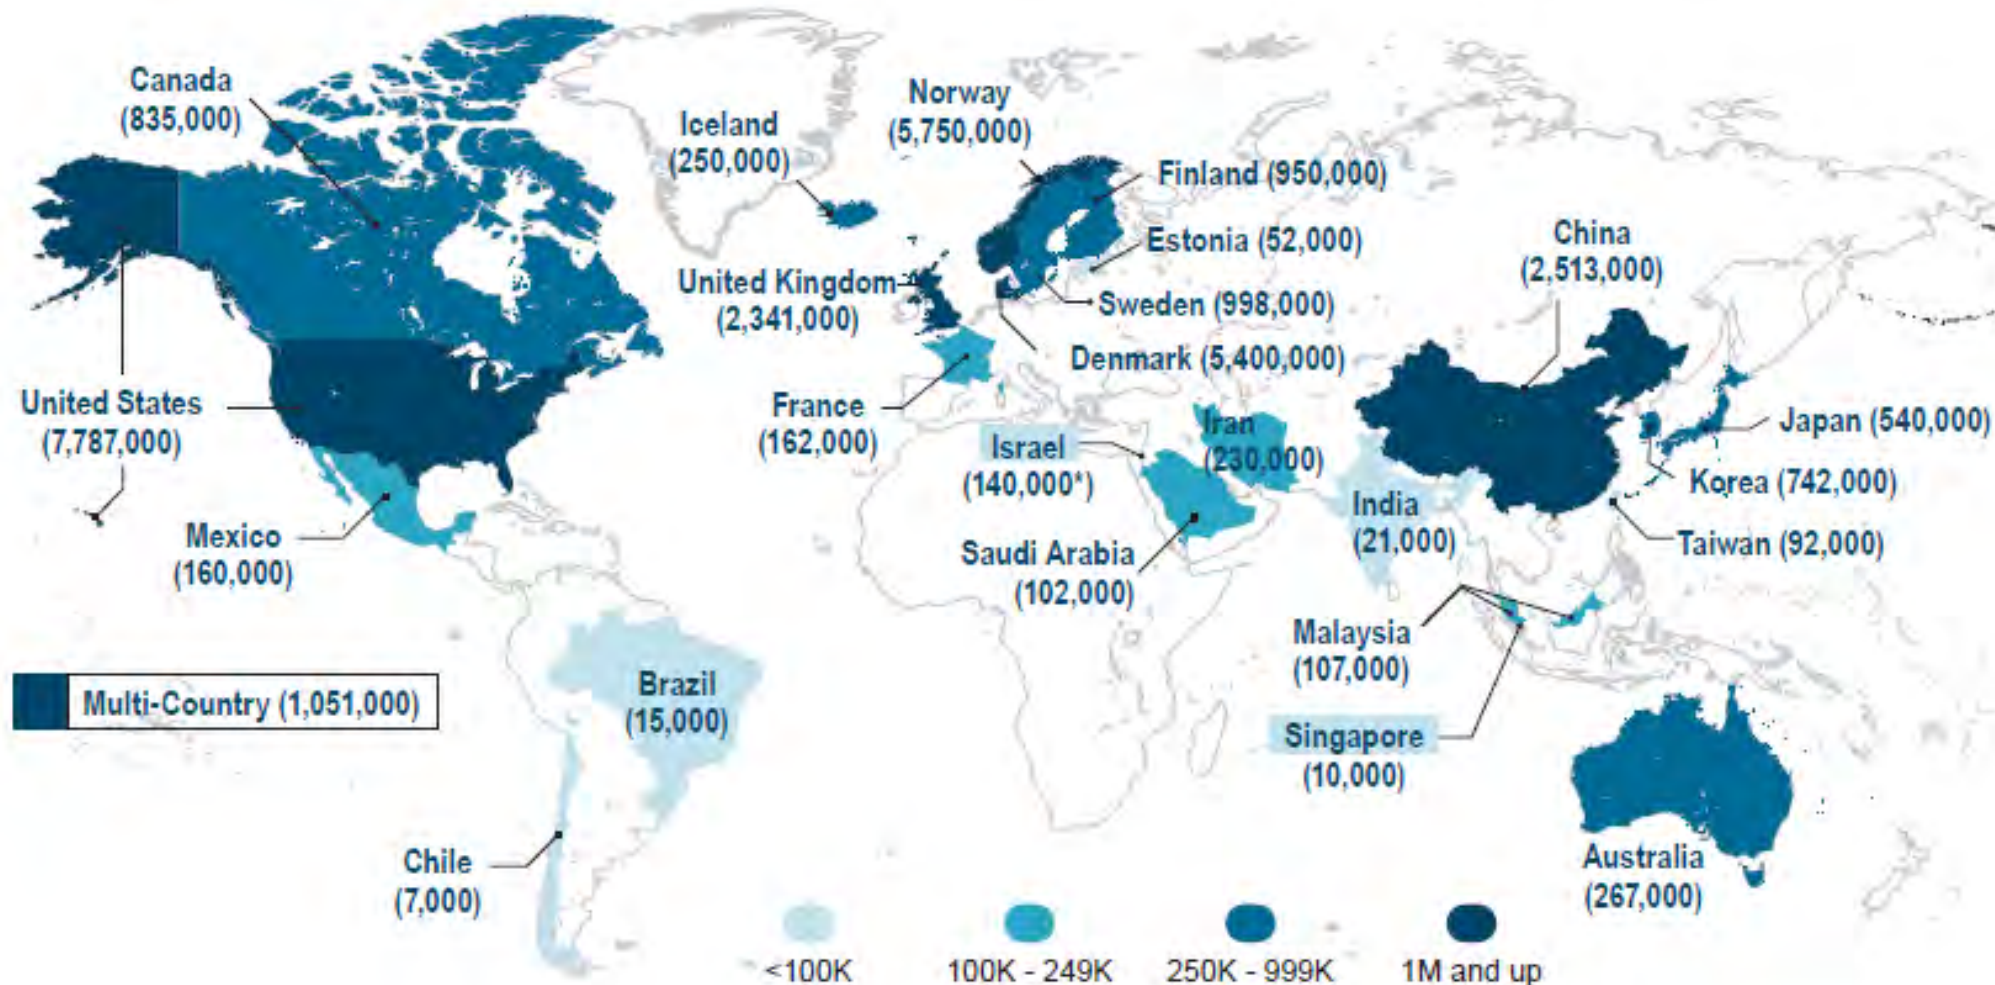 Canada
(835,000)
Iceland
(250,000)
Norway
(5,750,000)
Finland (950,000)
Estonia (52,000)
Sweden (998,000)
Denmark (5,400,000)
United Kingdom
(2,341,000)
France
(162,000)
China
(2,513,000)
United States
(7,787,000)
Mexico
(160,000)
Israel
(140,000*)
Iran
(230,000)
Saudi Arabia
(102,000)
India
(21,000)
Japan (540,000)
Korea (742,000)
Taiwan (92,000)
Malaysia
(107,000)
Singapore
(10,000)
Multi-Country (1,051,000)
Brazil
(15,000)
Chile
(7,000)
Australia
(267,000)
<100K
100K - 249K
250K - 999K
1M and up